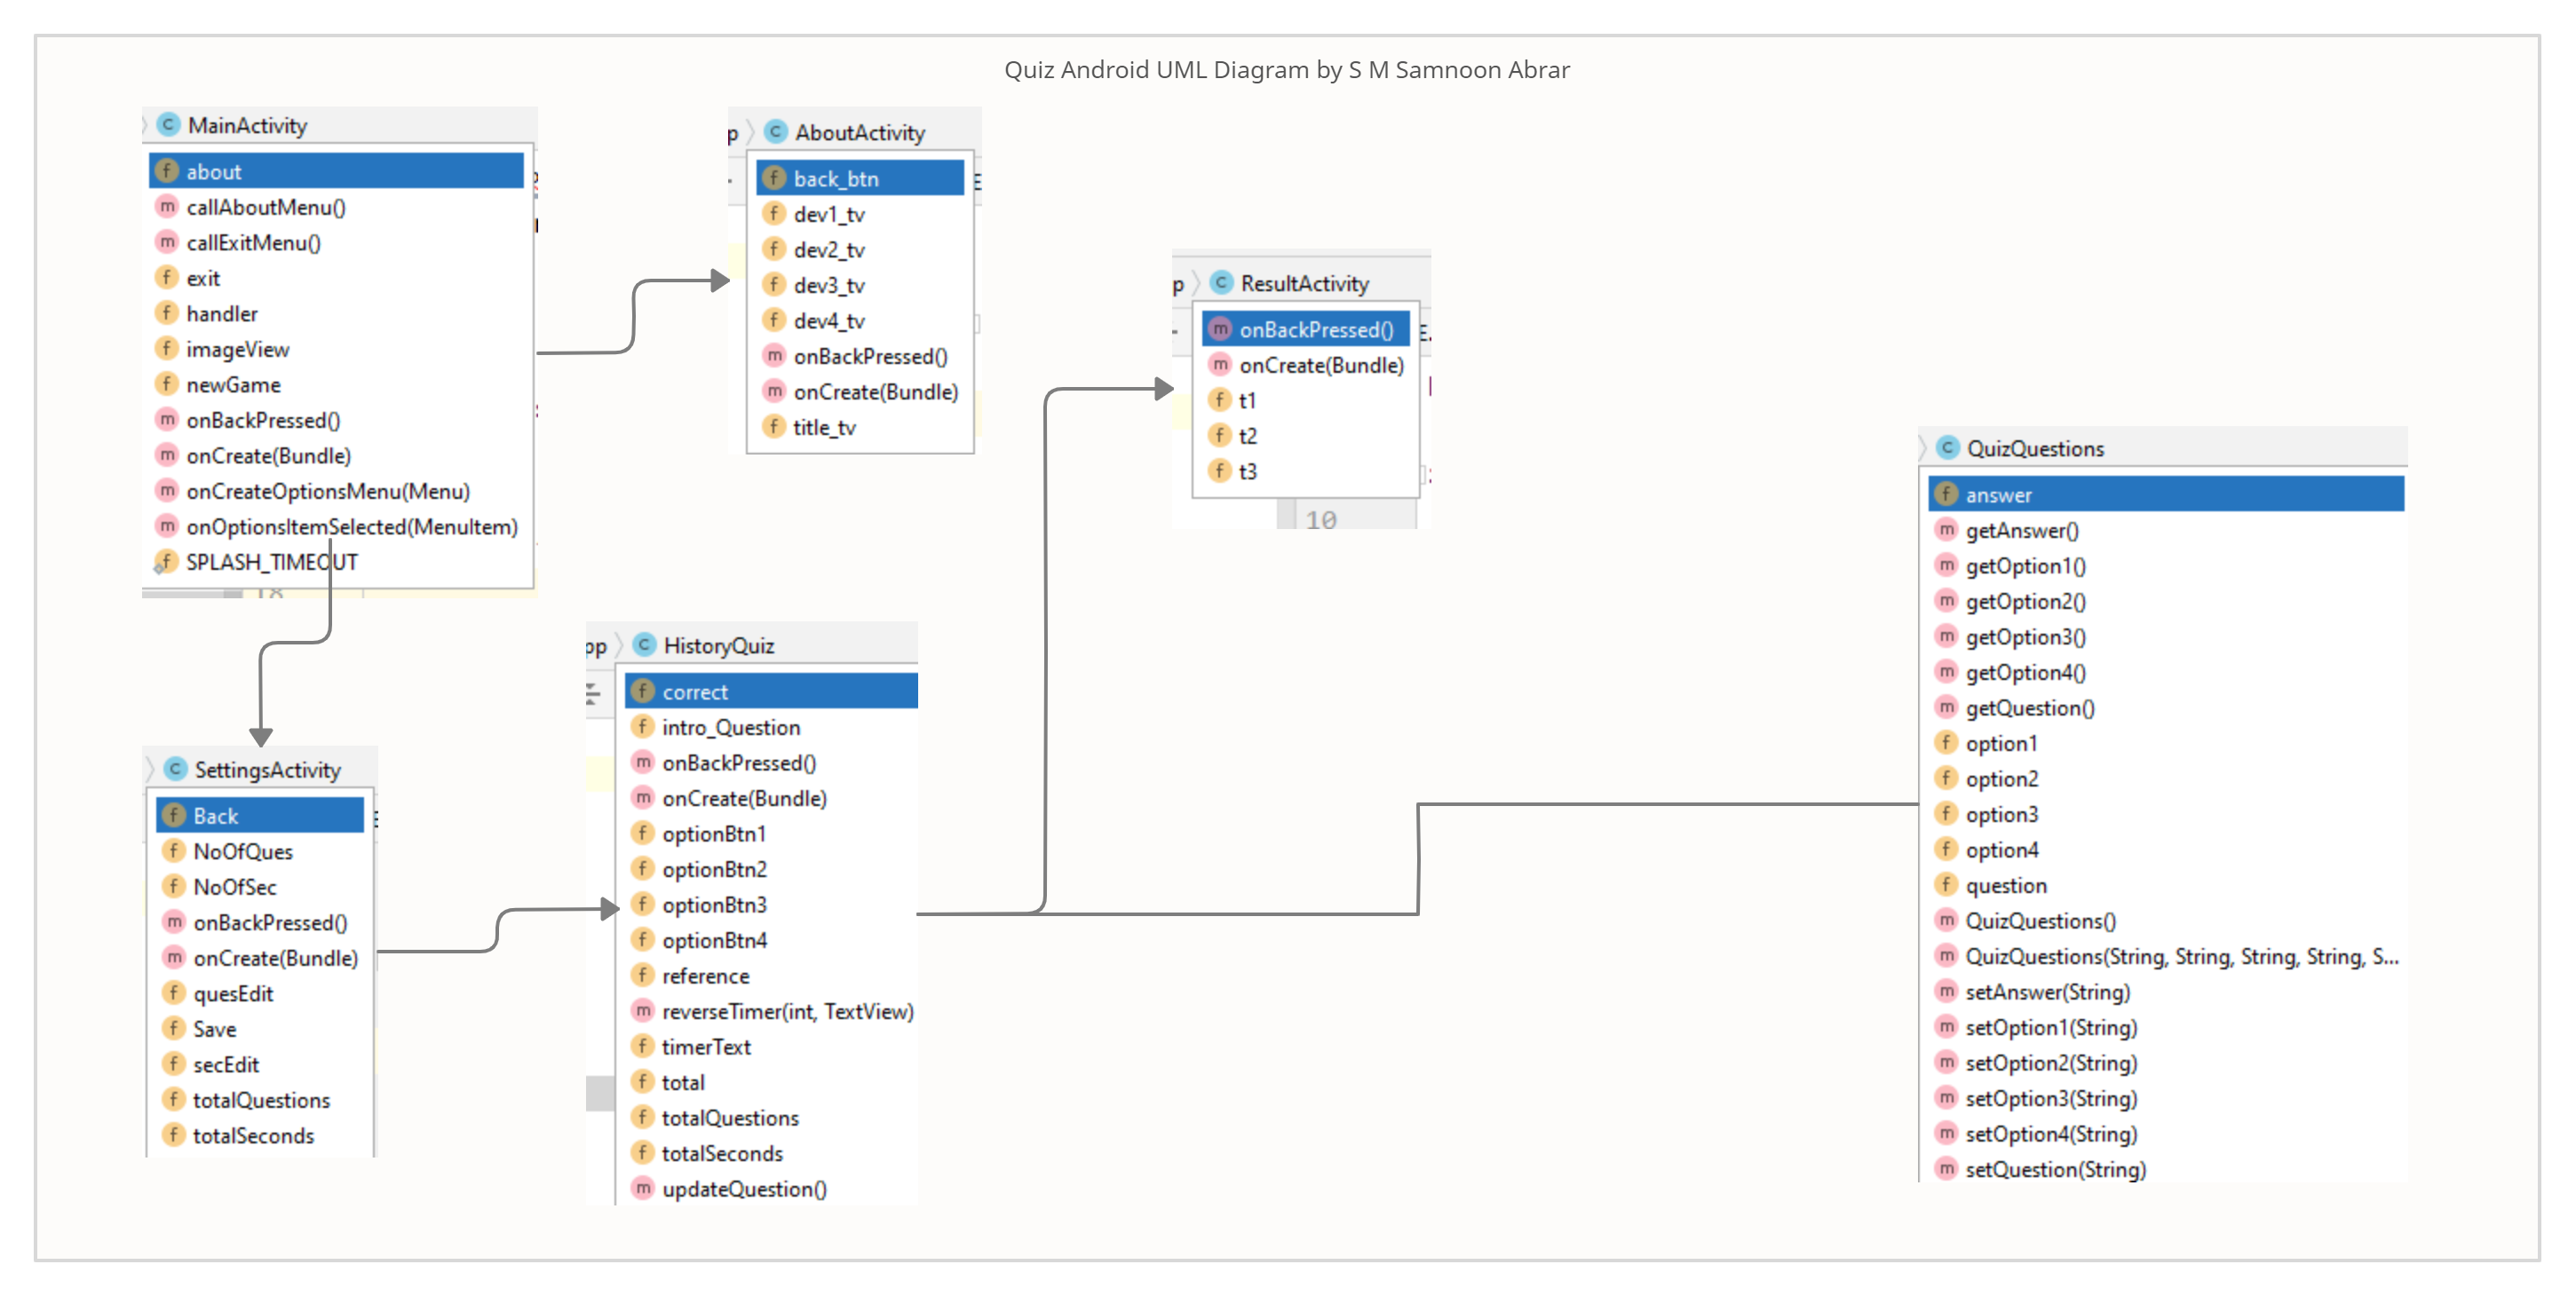 Quiz Android UML Diagram by S M Samnoon Abrar
C MainActivity
f about
m callAboutMenu()
m callExitMenu()
f exit
f handler
f imageView
f newGame
m onBackPressed()
m onCreate(Bundle)
m onCreateOptionsMenu(Menu)
m onOptionsItemSelected(MenuItem)
f SPLASH_TIMEOUT
18
p C AboutActivity
f back_btn
f dev1_tv
f dev2_tv
f dev3_tv
f dev4_tv
m onBackPressed()
m onCreate(Bundle)
f title_tv
p C ResultActivity
m onBackPressed()
m onCreate(Bundle)
f t1
f t2
f t3
10
C SettingsActivity
f Back
f NoOfQues
f NoOfSec
m onBackPressed()
m onCreate(Bundle)
f quesEdit
f Save
f secEdit
f totalQuestions
f totalSeconds
pp C HistoryQuiz
f correct
f intro_Question
m onBackPressed()
m onCreate(Bundle)
f optionBtn1
f optionBtn2
f optionBtn3
f optionBtn4
f reference
m reverseTimer(int, TextView)
f timerText
f total
f totalQuestions
f totalSeconds
m updateQuestion()
C QuizQuestions
f answer
m getAnswer()
m getOption1()
m getOption2()
m getOption3()
m getOption4()
m getQuestion()
f option1
f option2
f option3
f option4
f question
m QuizQuestions()
m QuizQuestions(String, String, String, String, S...
m setAnswer(String)
m setOption1(String)
m setOption2(String)
m setOption3(String)
m setOption4(String)
m setQuestion(String)